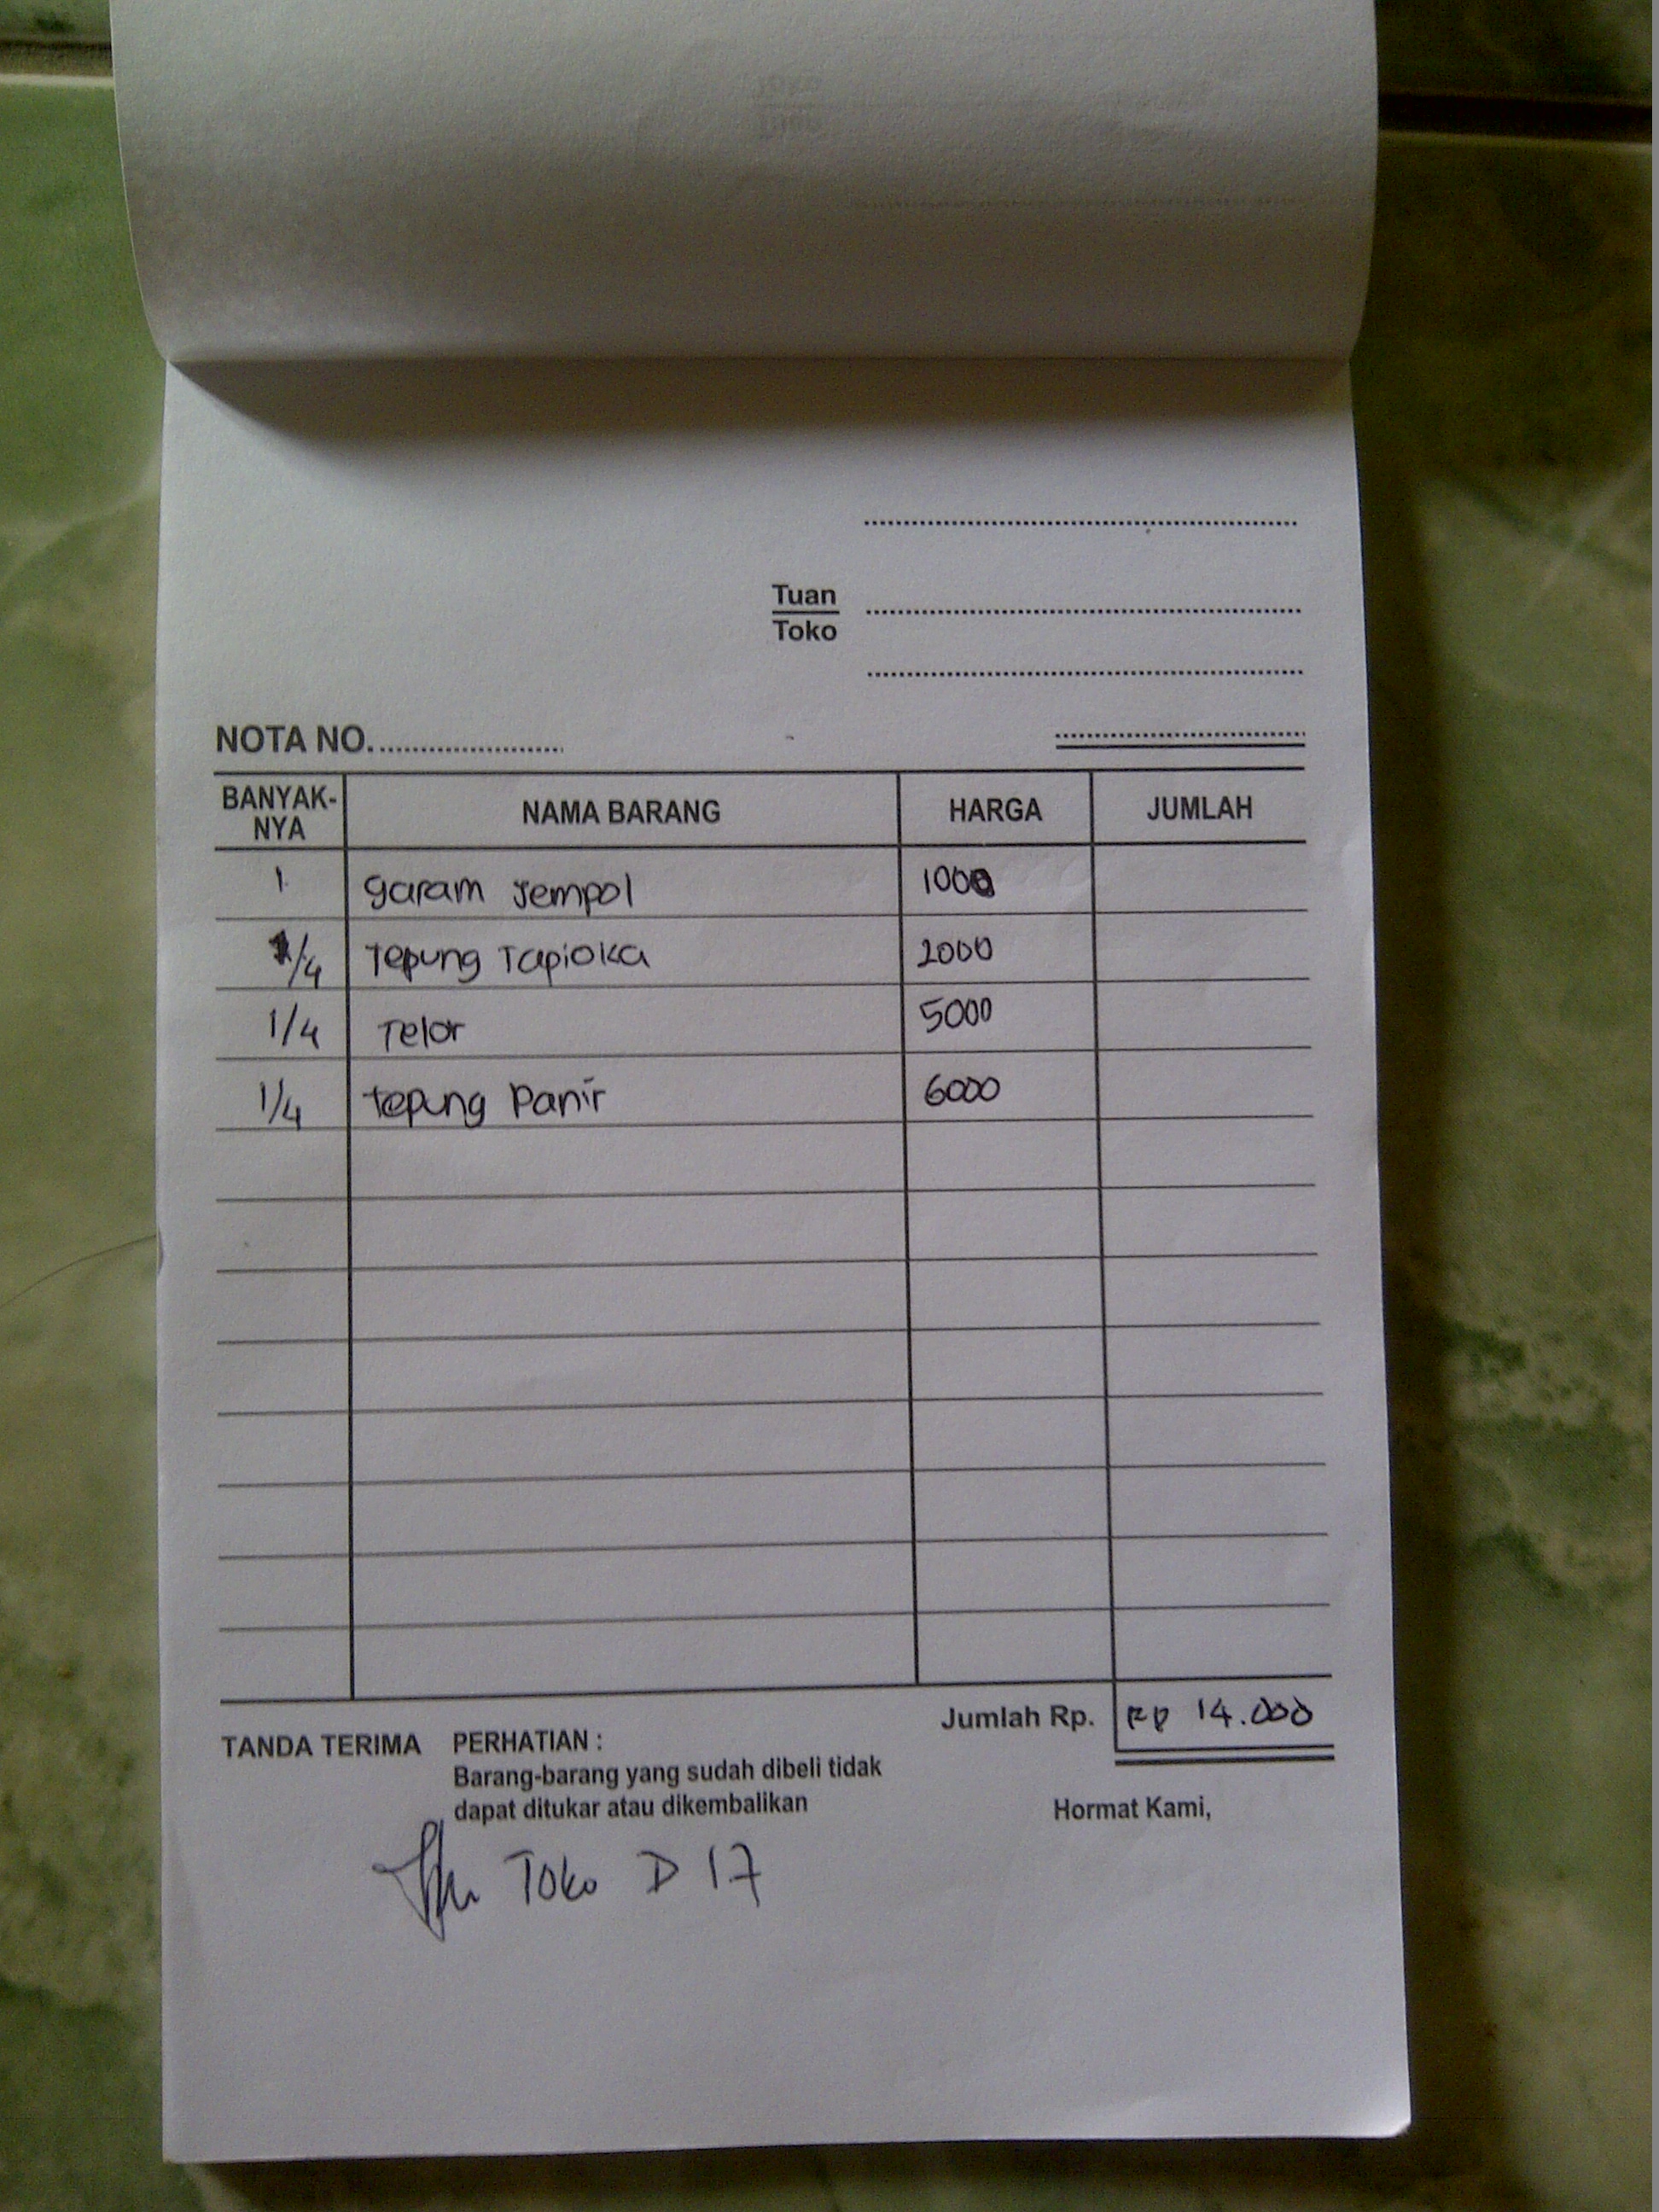 Tuan
Toko
NOTA NO.
BANYAK-NYA NAMA BARANG HARGA JUMLAH
1 garam Jempol 1000
1/4 Tepung Tapioka 2000
1/4 Telor 5000
1/4 tepung Panir 6000
Jumlah Rp. Rp 14.000
TANDA TERIMA PERHATIAN :
Barang-barang yang sudah dibeli tidak
dapat ditukar atau dikembalikan
Hormat Kami,
Toko D 17